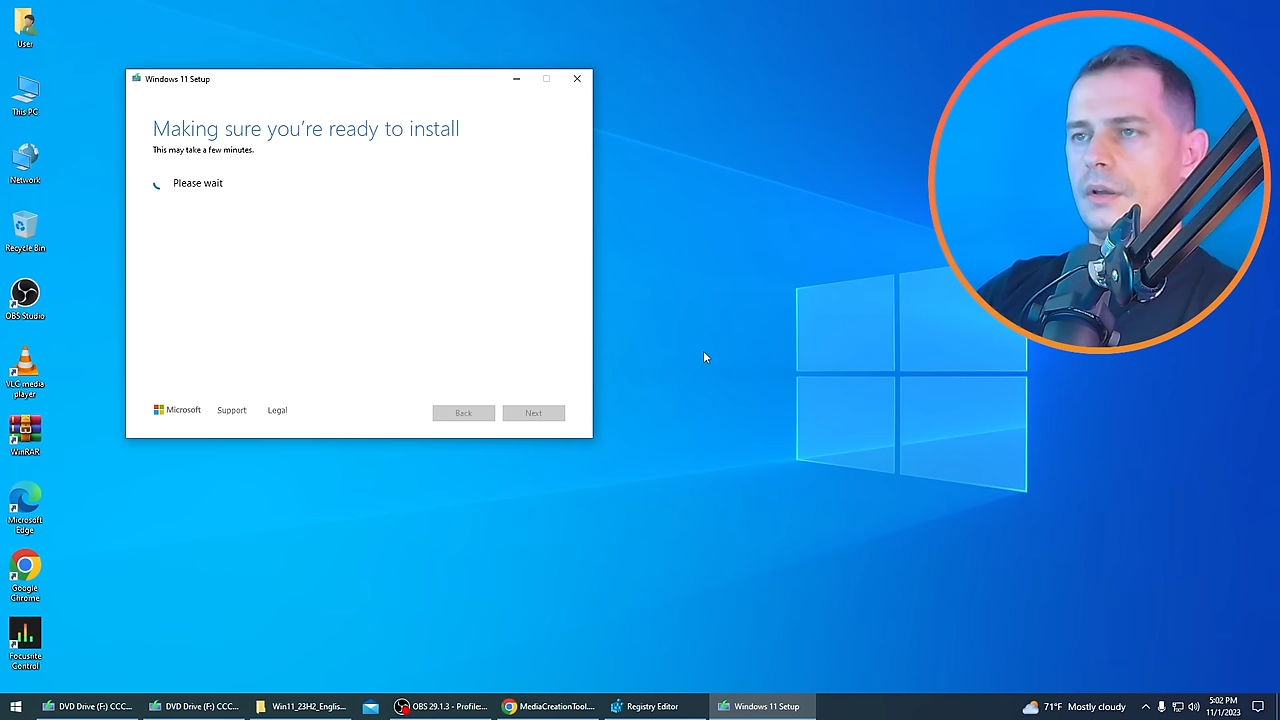 User
This PC
Network
Recycle Bin
OBS Studio
VLC media
player
WinRAR
Microsoft
Edge
Google
Chrome
Focusrite
Control
Windows 11 Setup
Making sure you're ready to install
This may take a few minutes.
Please wait
Microsoft
Support
Legal
Back
Next
DVD Drive (F:) CCC...
DVD Drive (F:) CCC...
Win11_23H2_Englis...
OBS 29.1.3 - Profile:...
MediaCreationTool....
Registry Editor
Windows 11 Setup
71°F Mostly cloudy
5:02 PM
11/1/2023